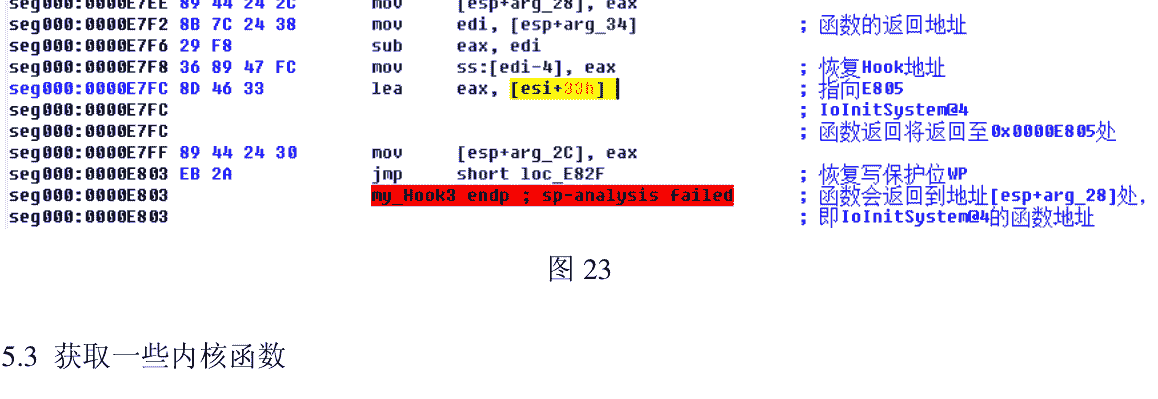 seg000:0000E7EE 89 44 24 2C mov [esp+arg_28], eax
seg000:0000E7F2 8B 7C 24 38 mov edi, [esp+arg_34] ; 函数的返回地址
seg000:0000E7F6 29 F8 sub eax, edi
seg000:0000E7F8 36 89 47 FC mov ss:[edi-4], eax ; 恢复Hook地址
seg000:0000E7FC 8D 46 33 lea eax, [esi+33h] ; 指向E805
seg000:0000E7FC ; IoInitSystem@4
seg000:0000E7FC ; 函数返回将返回至0x0000E805处
seg000:0000E7FF 89 44 24 30 mov [esp+arg_2C], eax
seg000:0000E803 EB 2A jmp short loc_E82F ; 恢复写保护位WP
seg000:0000E803 my_Hook3 endp ; sp-analysis failed ; 函数会返回到地址[esp+arg_28]处,
seg000:0000E803 ; 即IoInitSystem@4的函数地址
图 23
5.3 获取一些内核函数